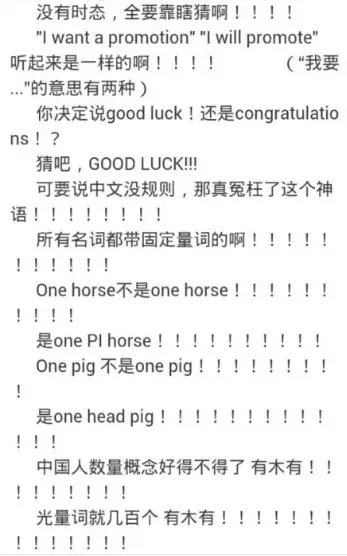 没有时态，全要靠瞎猜啊！！！！
"I want a promotion" "I will promote"
听起来是一样的啊！！！！ （“我要
..."的意思有两种）
你决定说good luck！还是congratulatio
ns！？
猜吧，GOOD LUCK!!!
可要说中文没规则，那真冤枉了这个神
语！！！！！！！！
所有名词都带固定量词的啊！！！！！
！！！！！！！
One horse不是one horse！！！！！！
！！！！
是one PI horse！！！！！！！！！！
One pig 不是one pig！！！！！！！！
！
是one head pig！！！！！！！！！！！
！！！
中国人数量概念好得不得了 有木有！！
！！！！！！！！
光量词就几百个 有木有！！！！！！！
！！！！！！！